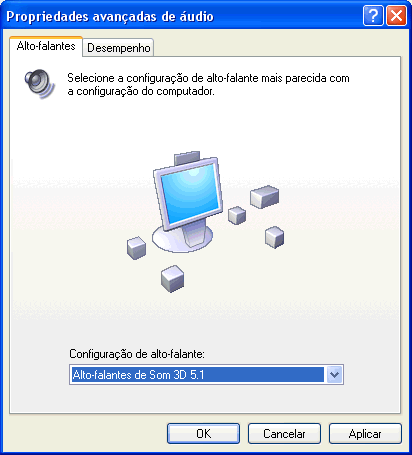 Propriedades avançadas de áudio
Alto-falantes
Desempenho
Selecione a configuração de alto-falante mais parecida com
a configuração do computador.
Configuração de alto-falante:
Alto-falantes de Som 3D 5.1
OK
Cancelar
Aplicar